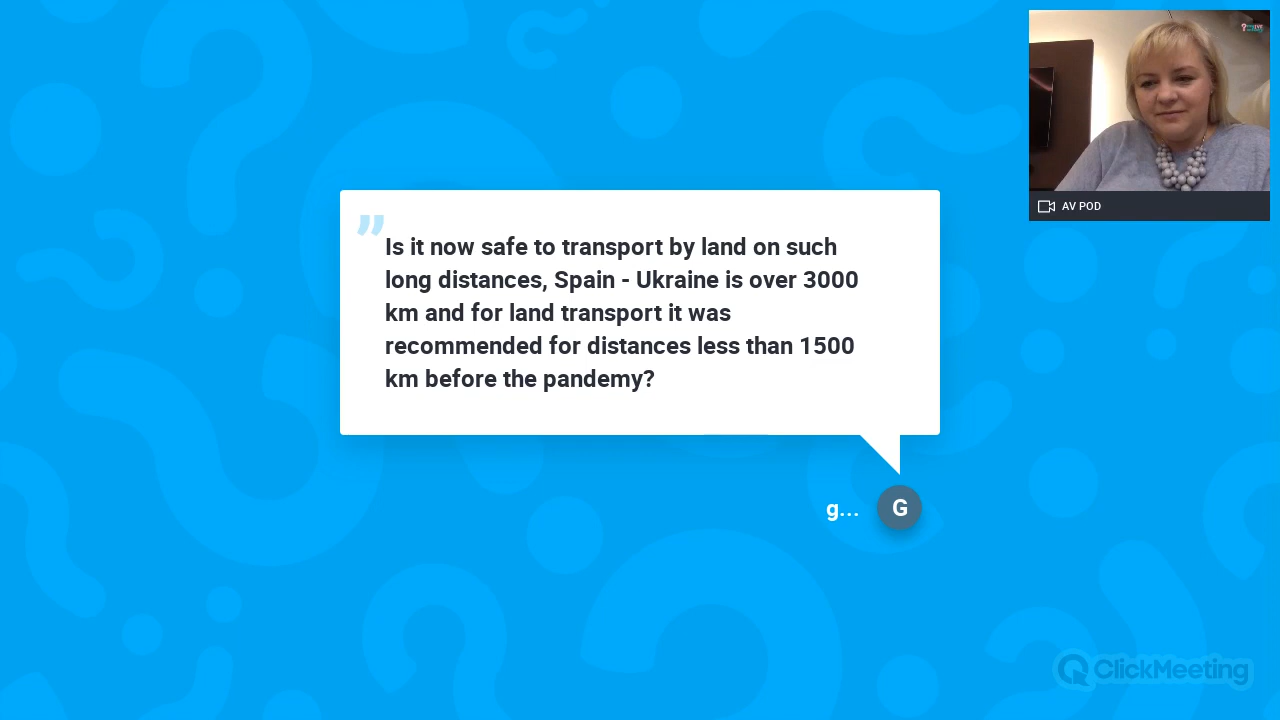 Is it now safe to transport by land on such
long distances, Spain - Ukraine is over 3000
km and for land transport it was
recommended for distances less than 1500
km before the pandemy?
g...
G
AV POD
ClickMeeting